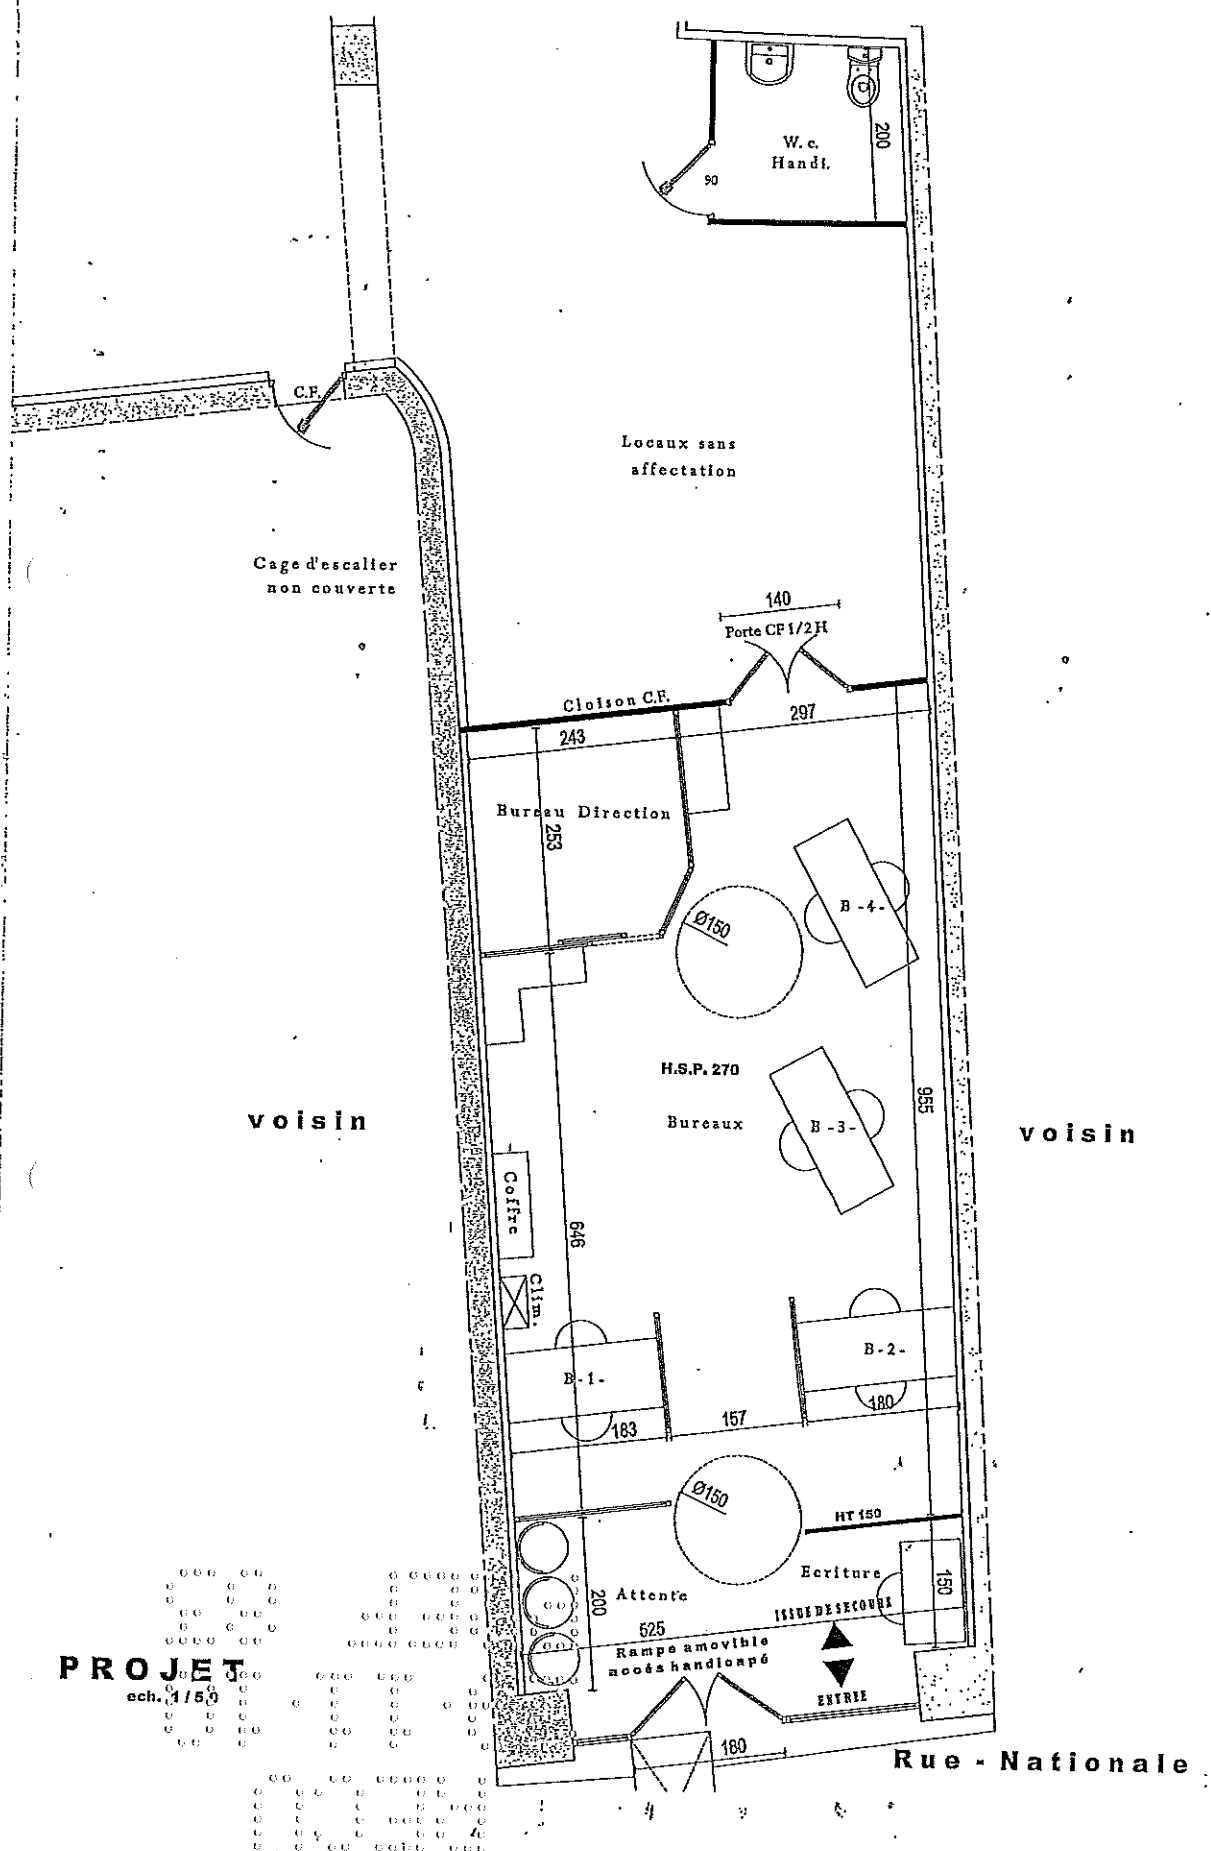 W. c.
Handi.
200
90
C.F.
Locaux sans
affectation
Cage d'escalier
non couverte
140
Porte CF 1/2 H
Cloison C.F.
297
243
Bureau Direction
253
B -4-
Ø150
H.S.P. 270
Bureaux
B -3-
955
voisin
voisin
Coffre
646
Clim.
B-2-
B-1-
180
183
157
Ø150
HT 150
Ecriture
150
Attente
200
ISSUE DE SECOURS
525
Rampe amovible
accés handicapé
ENTREE
PROJET
ech. 1/50
180
Rue - Nationale